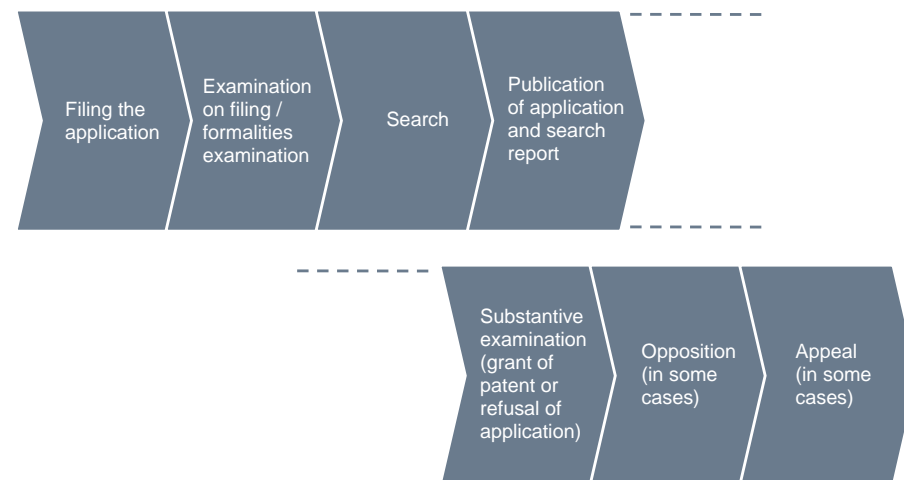 Filing the
application
Examination
on filing /
formalities
examination
Search
Publication
of application
and search
report
Substantive
examination
(grant of
patent or
refusal of
application)
Opposition
(in some
cases)
Appeal
(in some
cases)